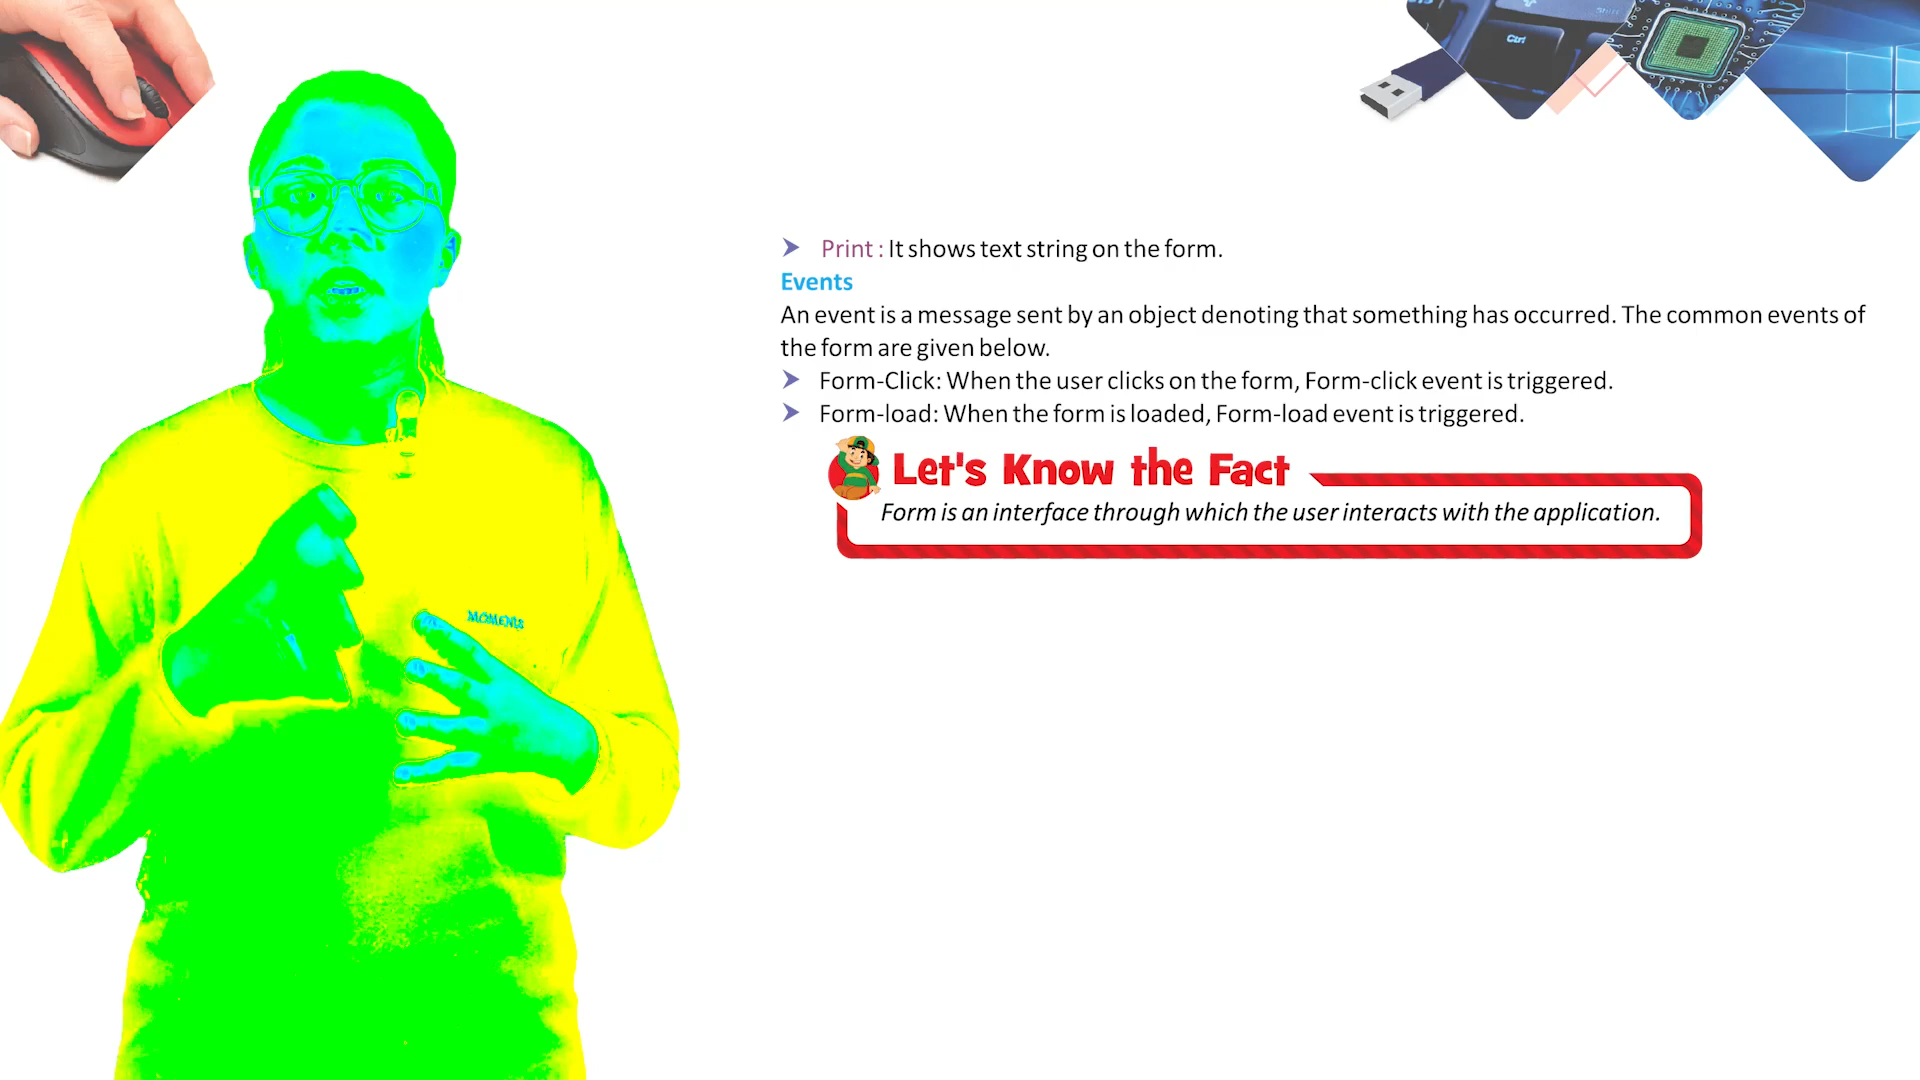 Ctrl
Shift
➤ Print : It shows text string on the form.
Events
An event is a message sent by an object denoting that something has occurred. The common events of
the form are given below.
➤ Form-Click: When the user clicks on the form, Form-click event is triggered.
➤ Form-load: When the form is loaded, Form-load event is triggered.
Let's Know the Fact
Form is an interface through which the user interacts with the application.
MOMENTS